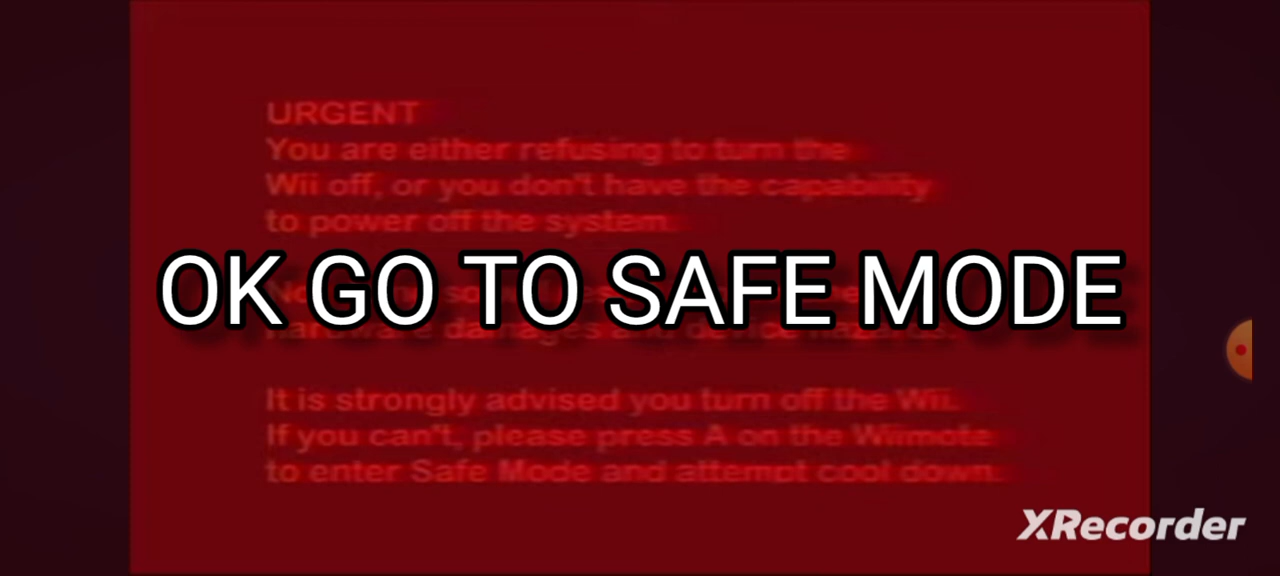 URGENT
You are either refusing to turn the
Wii off, or you don't have the capability
to power off the system.
OK GO TO SAFE MODE
hardware damages
It is strongly advised you turn off the Wii.
If you can't, please press A on the Wiimote
to enter Safe Mode and attempt cool down.
XRecorder